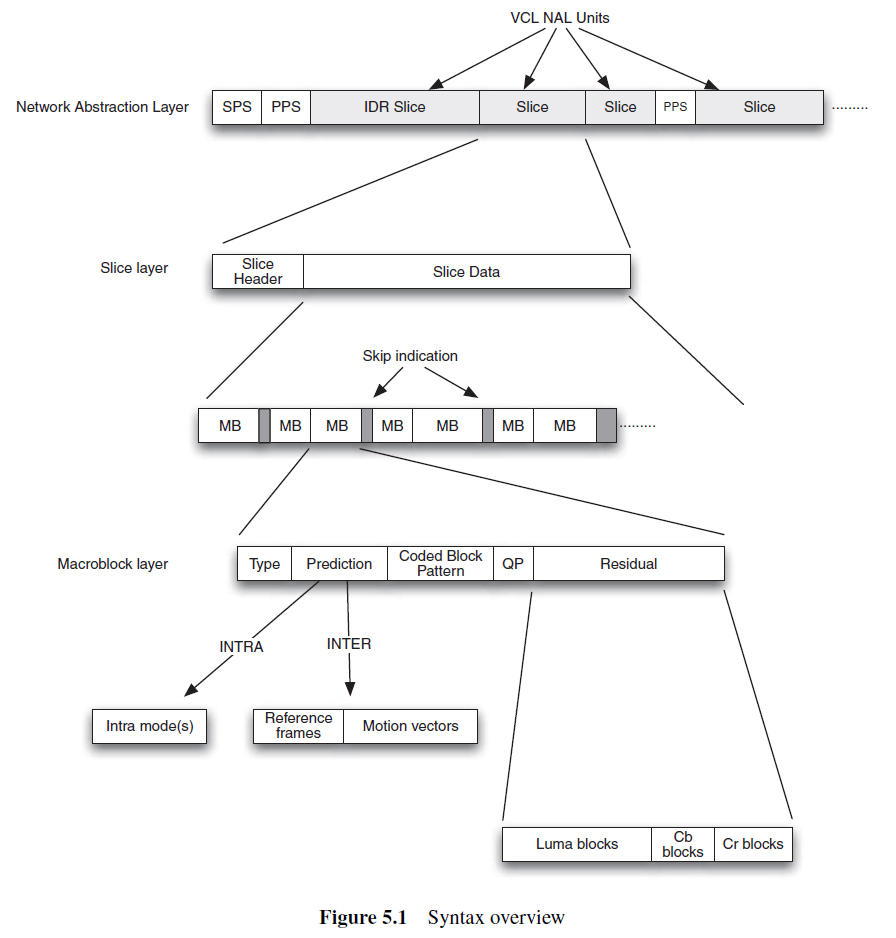 VCL NAL Units
Network Abstraction Layer
SPS PPS IDR Slice Slice Slice PPS Slice .........
Slice layer
Slice
Header
Slice Data
Skip indication
MB MB MB MB MB MB MB .........
Macroblock layer
Type Prediction
Coded Block
Pattern
QP Residual
INTRA
INTER
Intra mode(s)
Reference
frames
Motion vectors
Luma blocks
Cb
blocks
Cr blocks
Figure 5.1 Syntax overview